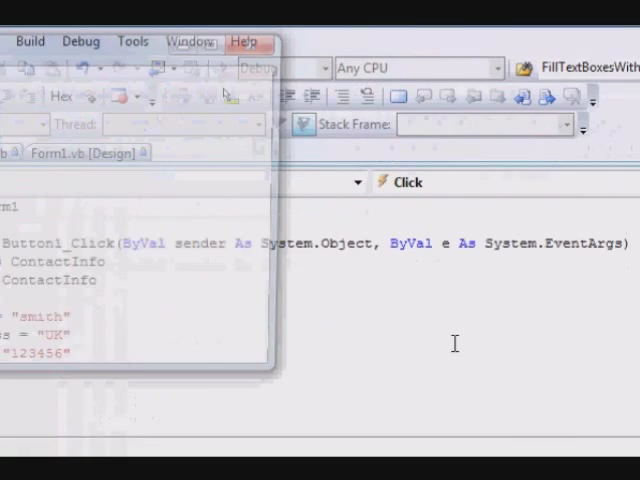 Build Debug Tools Window Help
Debug Any CPU FillTextBoxesWith
Hex
Thread: Stack Frame:
b Form1.vb [Design]
Click
rm1
Button1_Click(ByVal sender As System.Object, ByVal e As System.EventArgs)
ContactInfo
ContactInfo
= "smith"
ss = "UK"
"123456"